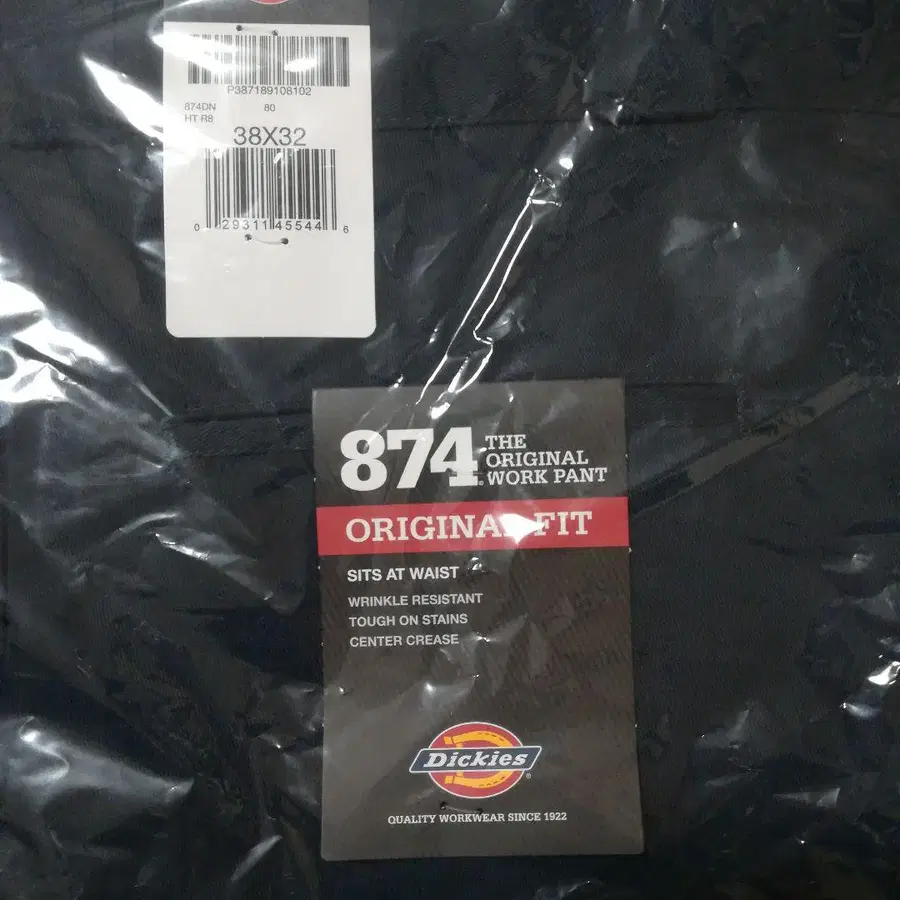 P387189108102
874DN 80
HT R8
38X32
0 29311 45544 6
874® THE
ORIGINAL
WORK PANT
ORIGINAL FIT
SITS AT WAIST
WRINKLE RESISTANT
TOUGH ON STAINS
CENTER CREASE
Dickies®
QUALITY WORKWEAR SINCE 1922